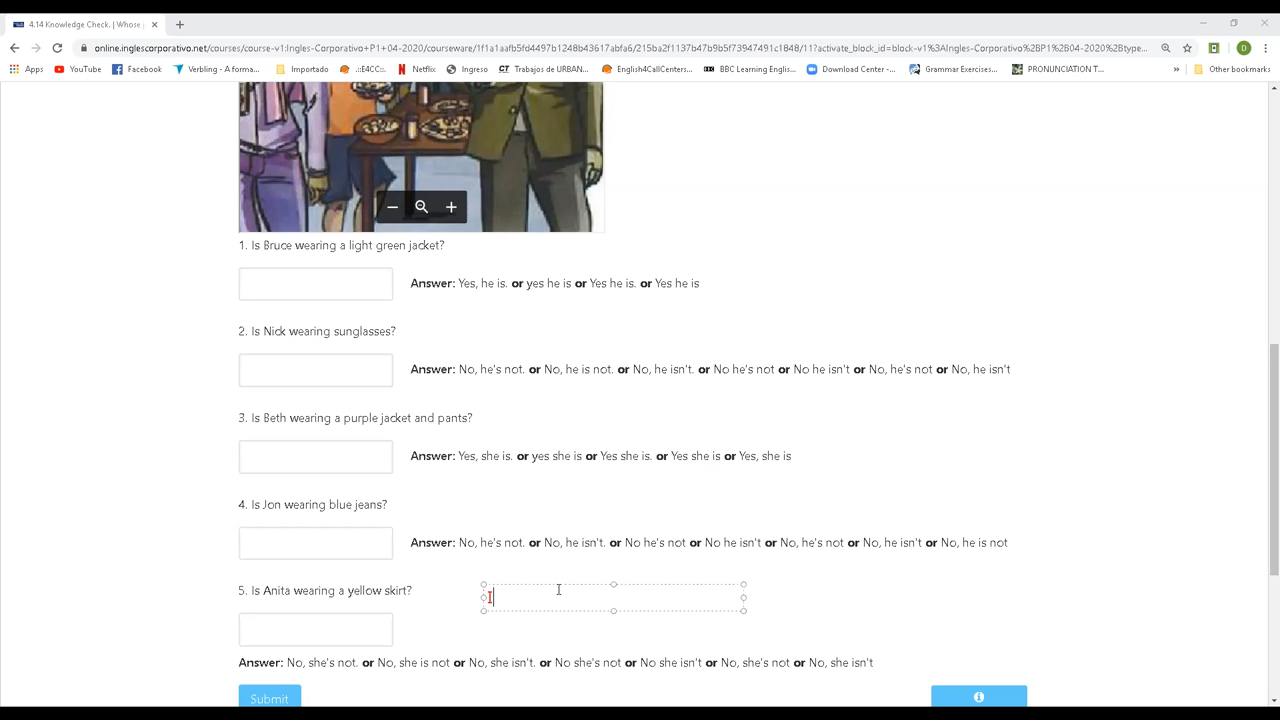 4.14 Knowledge Check. | Whose
online.inglescorporativo.net/courses/course-v1:Ingles-Corporativo+P1+04-2020/courseware/1f1a1aafb5fd4497b1248b43617abfa6/215ba2f1137b47b9b5f73947491c1848/1?activate_block_id=block-v1%3AIngles-Corporativo%2BP1%2B04-2020%2Btype...
D
Apps YouTube Facebook Verbling - A forma... Importado .::E4CC::. Netflix Ingreso CT Trabajos de URBAN... English4CallCenters... BBC Learning Englis... Download Center -... Grammar Exercises... PRONUNCIATION T... » Other bookmarks
1. Is Bruce wearing a light green jacket?
Answer: Yes, he is. or yes he is or Yes he is. or Yes he is
2. Is Nick wearing sunglasses?
Answer: No, he's not. or No, he is not. or No, he isn't. or No he's not or No he isn't or No, he's not or No, he isn't
3. Is Beth wearing a purple jacket and pants?
Answer: Yes, she is. or yes she is or Yes she is. or Yes she is or Yes, she is
4. Is Jon wearing blue jeans?
Answer: No, he's not. or No, he isn't. or No he's not or No he isn't or No, he's not or No, he isn't or No, he is not
5. Is Anita wearing a yellow skirt?
I
Answer: No, she's not. or No, she is not or No, she isn't. or No she's not or No she isn't or No, she's not or No, she isn't
Submit